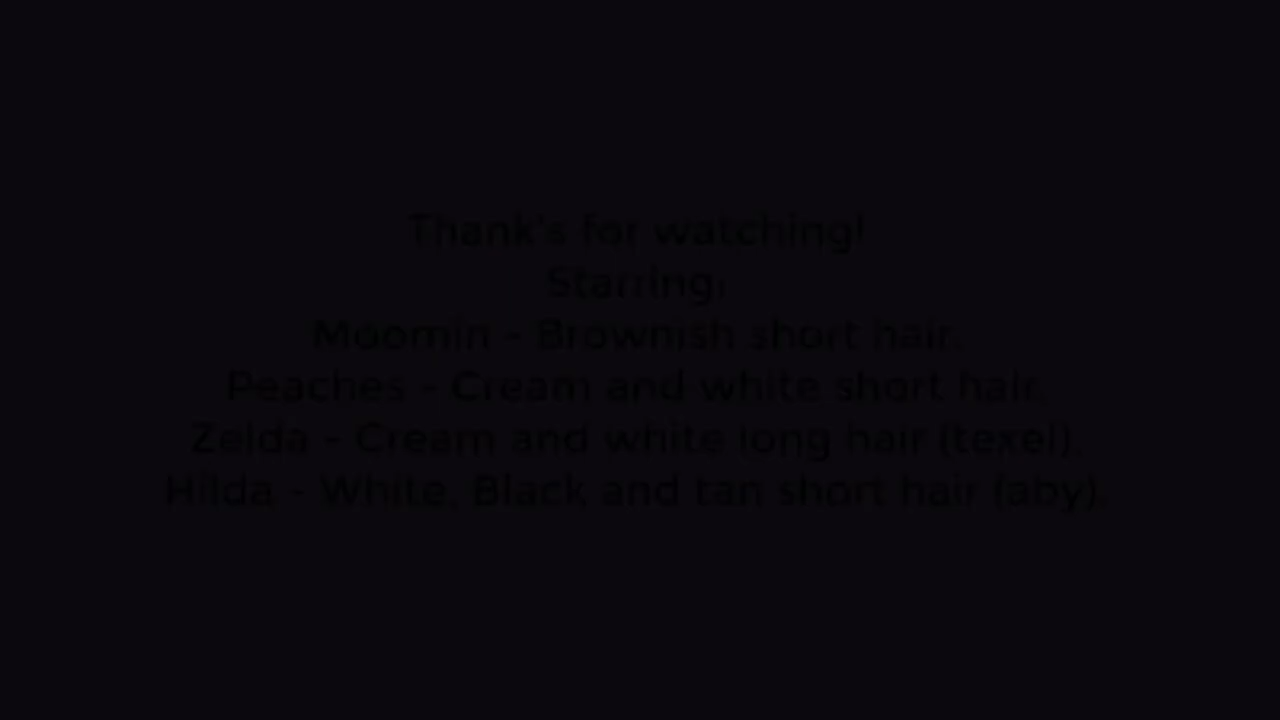 Thank's for watching!
Starring:
Moomin - Brownish short hair.
Peaches - Cream and white short hair.
Zelda - Cream and white long hair (texel).
Hilda - White, Black and tan short hair (aby).